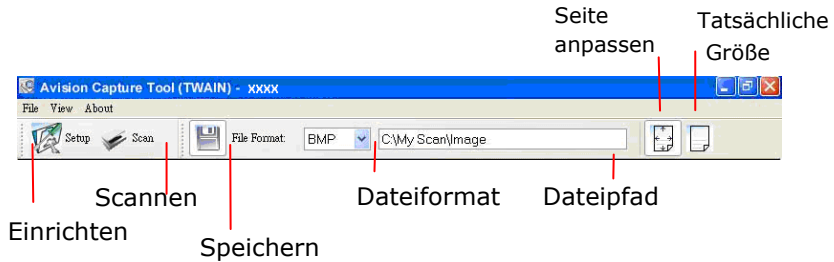 Seite
anpassen
Tatsächliche
Größe
Avision Capture Tool (TWAIN) - xxxx
File View About
Setup Scan File Format: BMP C:\My Scan\Image
Scannen Dateiformat Dateipfad
Einrichten
Speichern